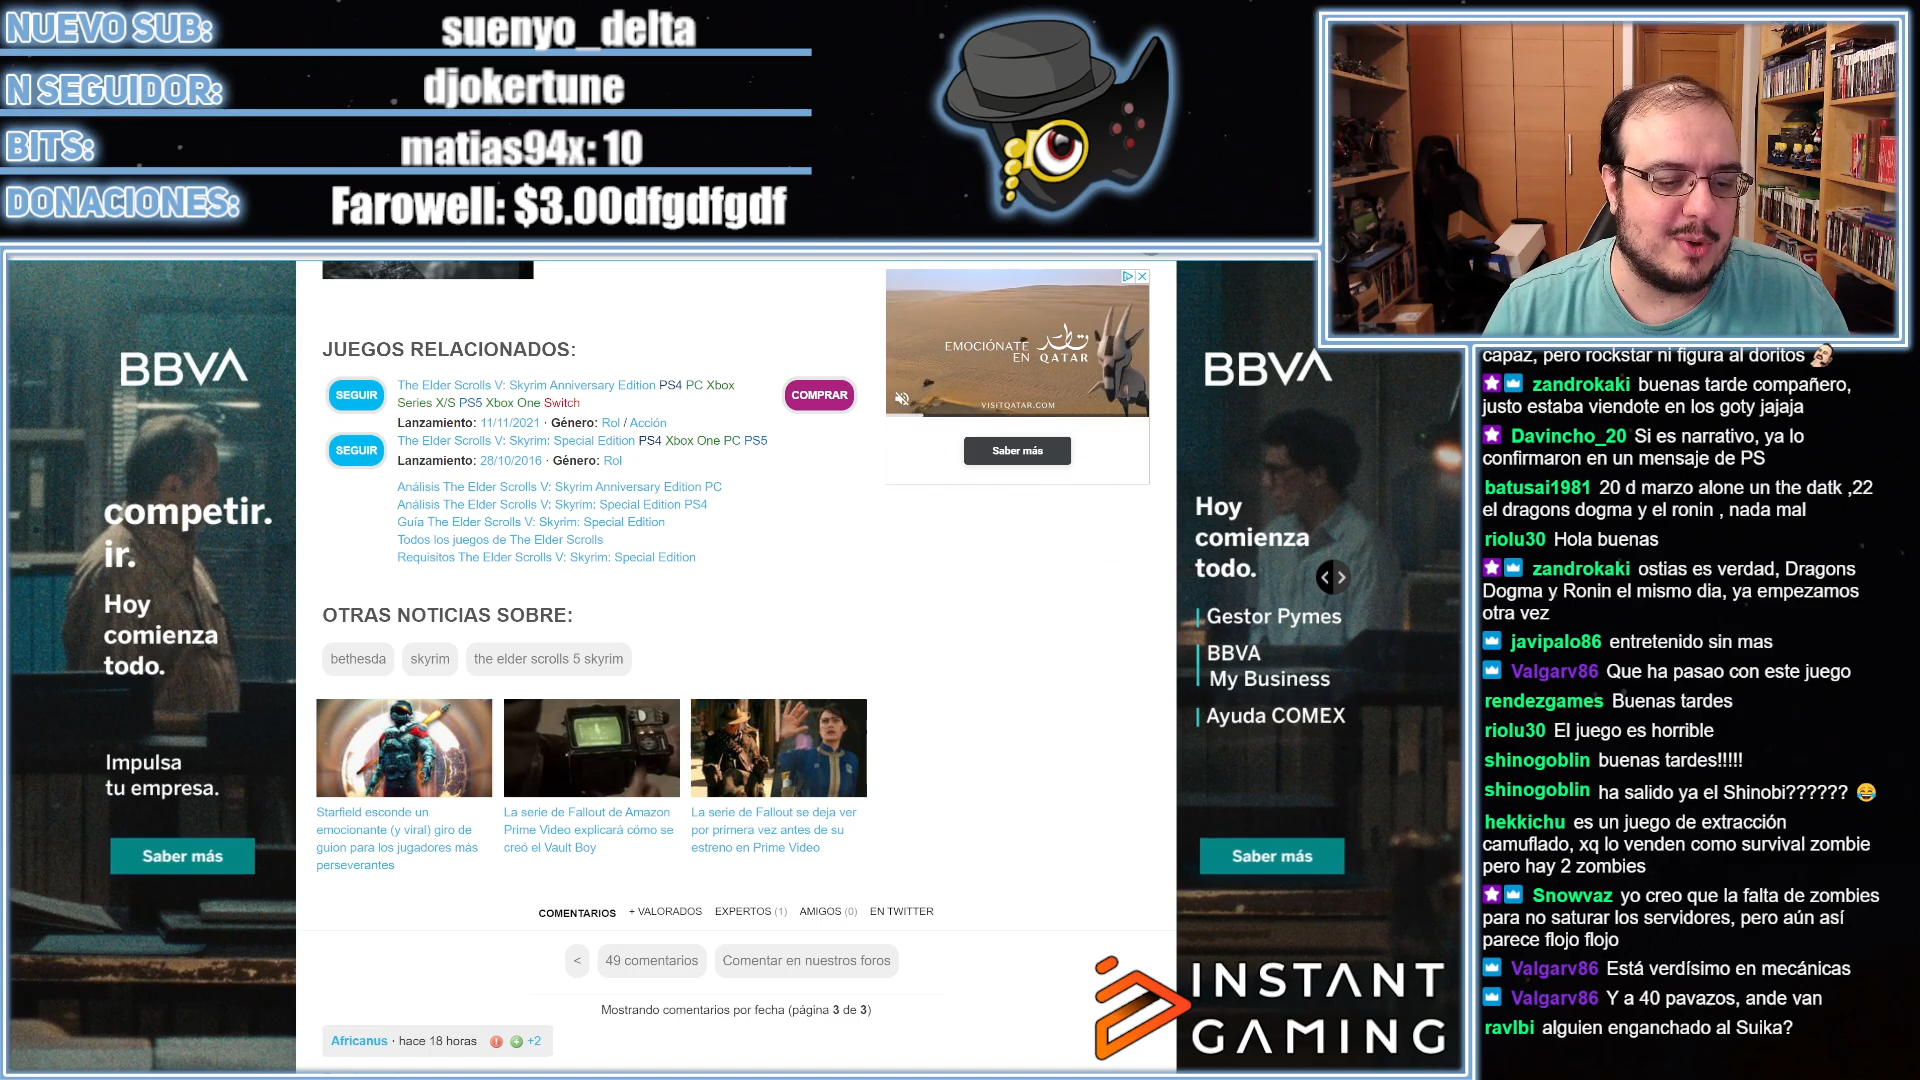 NUEVO SUB:
suenyo_delta
N SEGUIDOR:
djokertune
BITS:
matias94x: 10
DONACIONES:
Farowell: $3.00dfgdfgdf
BBVA
competir.
ir.
Hoy
comienza
todo.
Impulsa
tu empresa.
Saber más
JUEGOS RELACIONADOS:
SEGUIR
The Elder Scrolls V: Skyrim Anniversary Edition PS4 PC Xbox
Series X/S PS5 Xbox One Switch
COMPRAR
Lanzamiento: 11/11/2021 · Género: Rol / Acción
SEGUIR
The Elder Scrolls V: Skyrim: Special Edition PS4 Xbox One PC PS5
Lanzamiento: 28/10/2016 · Género: Rol
Análisis The Elder Scrolls V: Skyrim Anniversary Edition PC
Análisis The Elder Scrolls V: Skyrim: Special Edition PS4
Guía The Elder Scrolls V: Skyrim: Special Edition
Todos los juegos de The Elder Scrolls
Requisitos The Elder Scrolls V: Skyrim: Special Edition
OTRAS NOTICIAS SOBRE:
bethesda
skyrim
the elder scrolls 5 skyrim
Starfield esconde un
emocionante (y viral) giro de
guion para los jugadores más
perseverantes
La serie de Fallout de Amazon
Prime Video explicará cómo se
creó el Vault Boy
La serie de Fallout se deja ver
por primera vez antes de su
estreno en Prime Video
COMENTARIOS
+ VALORADOS
EXPERTOS (1)
AMIGOS (0)
EN TWITTER
<
49 comentarios
Comentar en nuestros foros
Mostrando comentarios por fecha (página 3 de 3)
Africanus · hace 18 horas
+2
EMOCIÓNATE
EN QATAR
قطر
VISITQATAR.COM
Saber más
BBVA
Hoy
comienza
todo.
Gestor Pymes
BBVA
My Business
Ayuda COMEX
Saber más
INSTANT
GAMING
capaz, pero rockstar ni figura al doritos
zandrokaki buenas tarde compañero,
justo estaba viendote en los goty jajaja
Davincho_20 Si es narrativo, ya lo
confirmaron en un mensaje de PS
batusai1981 20 d marzo alone un the datk ,22
el dragons dogma y el ronin , nada mal
riolu30 Hola buenas
zandrokaki ostias es verdad, Dragons
Dogma y Ronin el mismo dia, ya empezamos
otra vez
javipalo86 entretenido sin mas
Valgarv86 Que ha pasao con este juego
rendezgames Buenas tardes
riolu30 El juego es horrible
shinogoblin buenas tardes!!!!!
shinogoblin ha salido ya el Shinobi??????
hekkichu es un juego de extracción
camuflado, xq lo venden como survival zombie
pero hay 2 zombies
Snowvaz yo creo que la falta de zombies
para no saturar los servidores, pero aún así
parece flojo flojo
Valgarv86 Está verdísimo en mecánicas
Valgarv86 Y a 40 pavazos, ande van
ravlbi alguien enganchado al Suika?